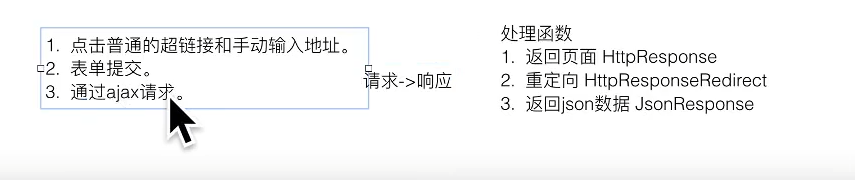 1. 点击普通的超链接和手动输入地址。
2. 表单提交。
3. 通过ajax请求。
请求->响应
处理函数
1. 返回页面 HttpResponse
2. 重定向 HttpResponseRedirect
3. 返回json数据 JsonResponse